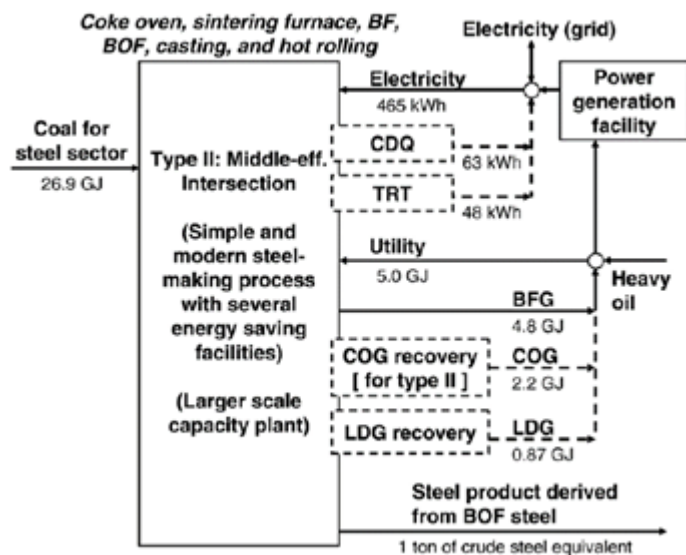 Coke oven, sintering furnace, BF,
BOF, casting, and hot rolling
Electricity (grid)
Electricity
465 kWh
Power
generation
facility
Coal for
steel sector
26.9 GJ
Type II: Middle-eff.
Intersection
(Simple and
modern steel-
making process
with several
energy saving
facilities)
(Larger scale
capacity plant)
CDQ
63 kWh
TRT
48 kWh
Utility
5.0 GJ
Heavy
oil
BFG
4.8 GJ
COG recovery
[ for type II ]
COG
2.2 GJ
LDG recovery
LDG
0.87 GJ
Steel product derived
from BOF steel
1 ton of crude steel equivalent